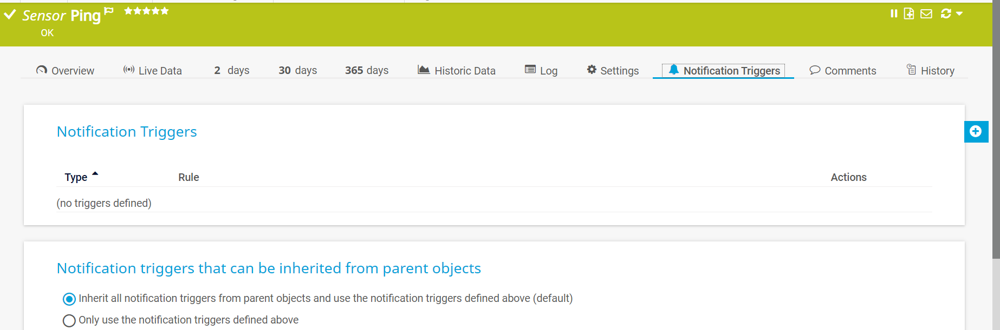 Sensor Ping
OK
Overview Live Data 2 days 30 days 365 days Historic Data Log Settings Notification Triggers Comments History
Notification Triggers
Type Rule Actions
(no triggers defined)
Notification triggers that can be inherited from parent objects
Inherit all notification triggers from parent objects and use the notification triggers defined above (default)
Only use the notification triggers defined above